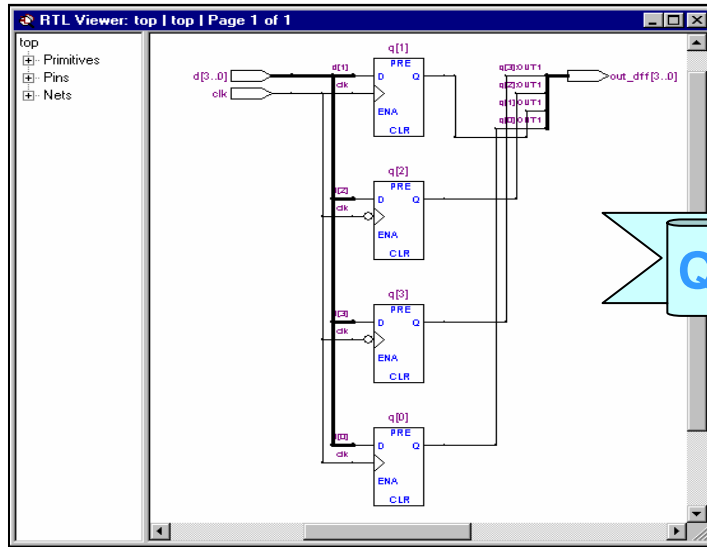 RTL Viewer: top | top | Page 1 of 1
top
Primitives
Pins
Nets
q[1]
d[3..0]
d[1]
PRE
D
Q
clk
clk
ENA
CLR
q[3]:OUT1
q[2]:OUT1
q[1]:OUT1
q[0]:OUT1
out_dff[3..0]
q[2]
d[2]
PRE
D
Q
clk
ENA
CLR
q[3]
d[3]
PRE
D
Q
clk
ENA
CLR
q[0]
d[0]
PRE
D
Q
clk
ENA
CLR
Q